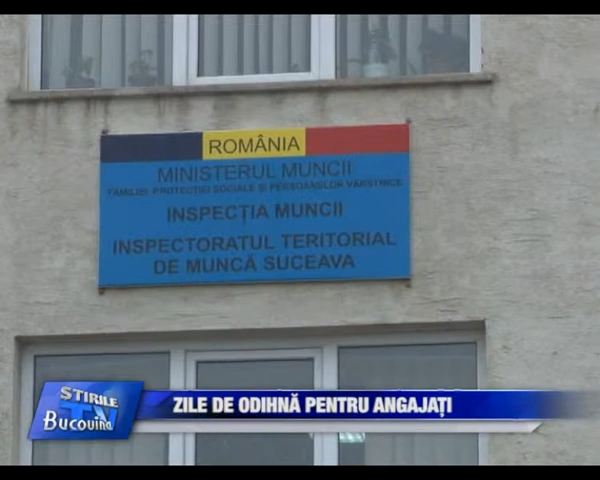 ROMÂNIA
MINISTERUL MUNCII
FAMILIEI, PROTECȚIEI SOCIALE ȘI PERSOANELOR VÂRSTNICE
INSPECȚIA MUNCII
INSPECTORATUL TERITORIAL
DE MUNCĂ SUCEAVA
ȘTIRILE
TV
Bucovina
ZILE DE ODIHNĂ PENTRU ANGAJAȚI